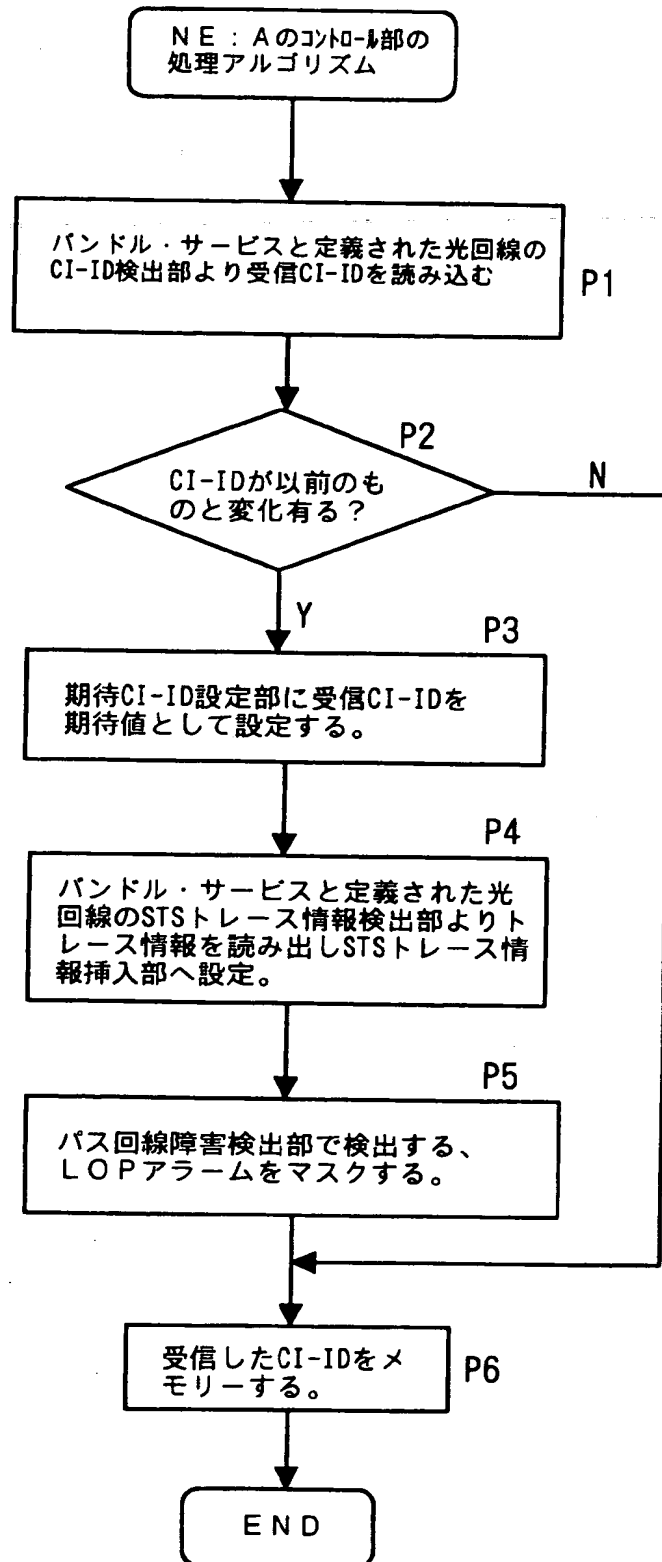 NE:Aのコントロール部の
処理アルゴリズム
バンドル・サービスと定義された光回線の
CI-ID検出部より受信CI-IDを読み込む
P1
P2
CI-IDが以前のも
のと変化有る?
N
Y
P3
期待CI-ID設定部に受信CI-IDを
期待値として設定する。
P4
バンドル・サービスと定義された光
回線のSTSトレース情報検出部よりト
レース情報を読み出しSTSトレース情
報挿入部へ設定。
P5
パス回線障害検出部で検出する、
LOPアラームをマスクする。
受信したCI-IDをメ
モリーする。
P6
END